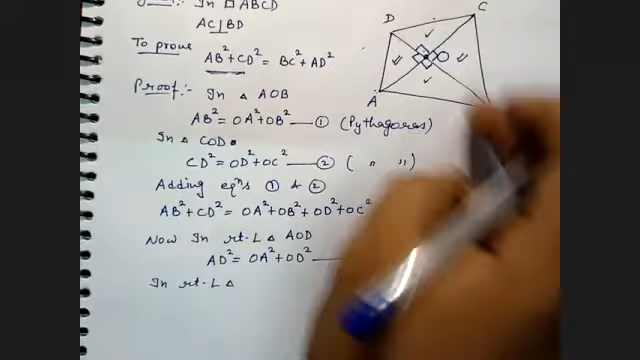 In □ ABCD
AC⊥BD
To prove AB²+CD² = BC²+AD²
Proof:- In △ AOB
AB² = OA²+OB² — ① (Pythagores)
In △ COD
CD² = OD²+OC² — ② ( " " )
Adding eqⁿs ① & ②
AB²+CD² = OA²+OB²+OD²+OC²
Now In rt.L △ AOD
AD² = OA²+OD² —
In rt.L △
D
C
A